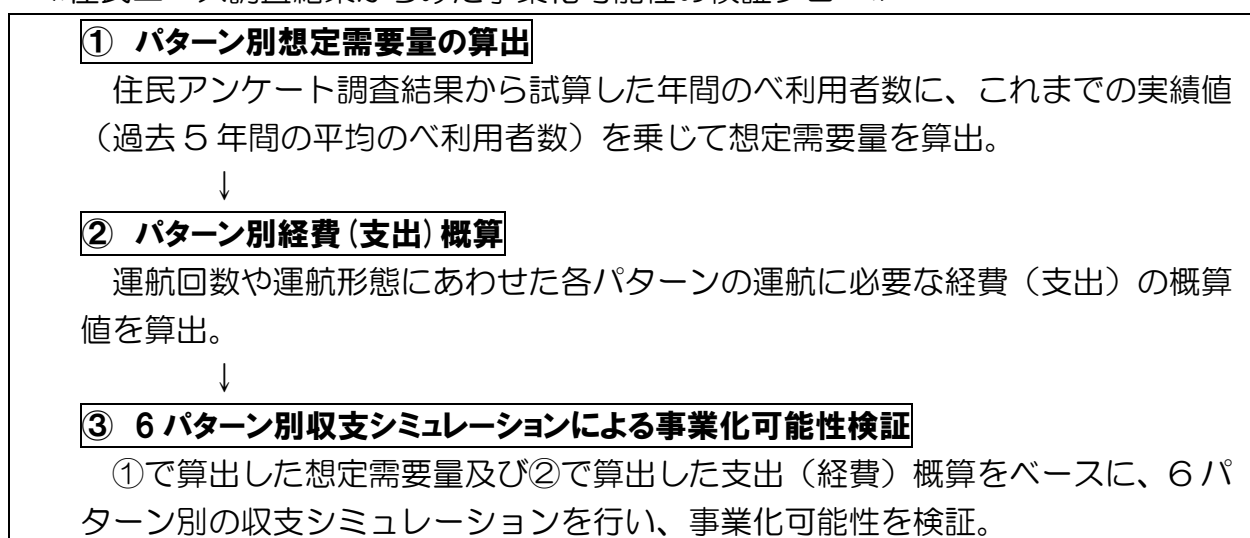 ① パターン別想定需要量の算出
住民アンケート調査結果から試算した年間のべ利用者数に、これまでの実績値
（過去５年間の平均のべ利用者数）を乗じて想定需要量を算出。
↓
② パターン別経費（支出）概算
運航回数や運航形態にあわせた各パターンの運航に必要な経費（支出）の概算
値を算出。
↓
③ 6パターン別収支シミュレーションによる事業化可能性検証
①で算出した想定需要量及び②で算出した支出（経費）概算をベースに、６パ
ターン別の収支シミュレーションを行い、事業化可能性を検証。